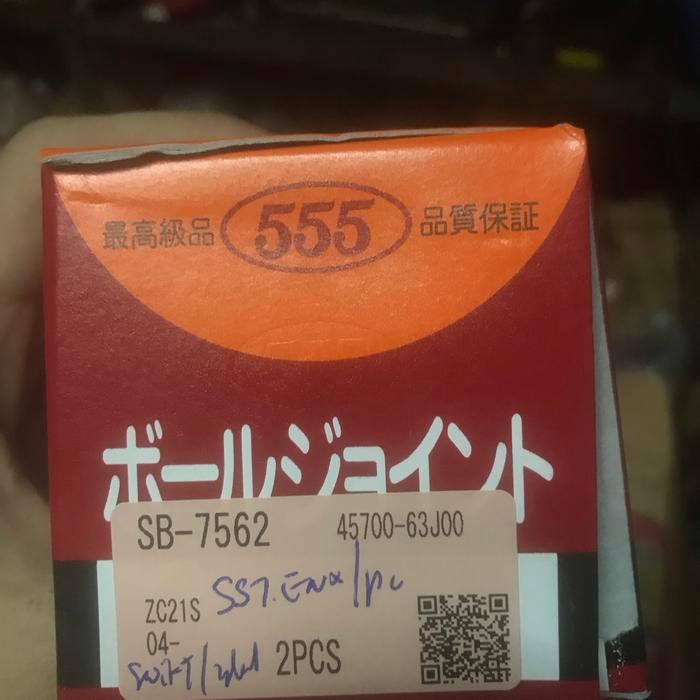 最高級品 555 品質保証
ボールジョイント
SB-7562 45700-63J00
ZC21S
04-
SWIFT/ 2PCS